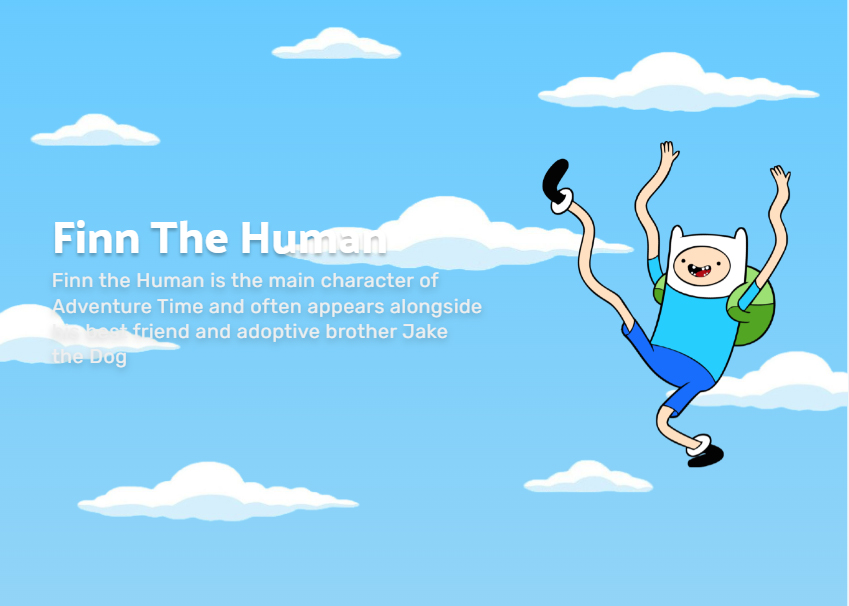 Finn The Human
Finn the Human is the main character of
Adventure Time and often appears alongside
his best friend and adoptive brother Jake
the Dog